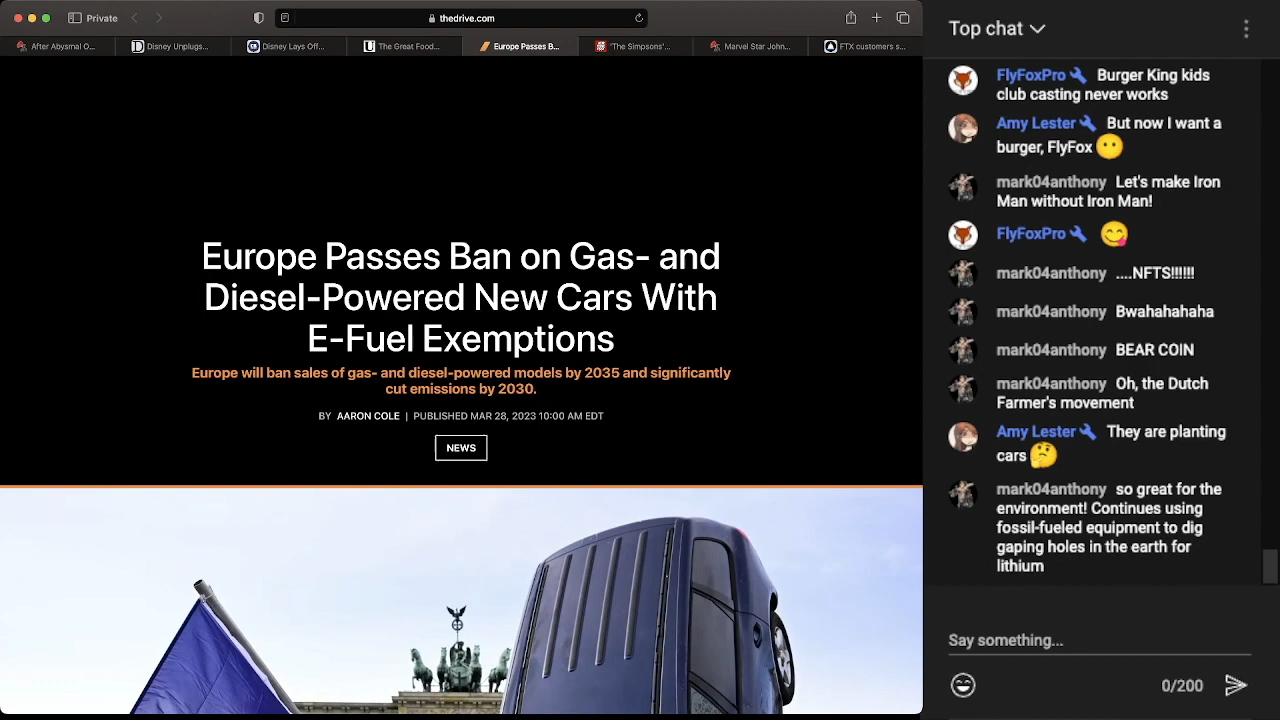 Private
thedrive.com
After Abysmal O...
Disney Unplugs...
Disney Lays Off...
The Great Food...
Europe Passes B...
'The Simpsons'...
Marvel Star John...
FTX customers s...
Europe Passes Ban on Gas- and
Diesel-Powered New Cars With
E-Fuel Exemptions
Europe will ban sales of gas- and diesel-powered models by 2035 and significantly
cut emissions by 2030.
BY AARON COLE | PUBLISHED MAR 28, 2023 10:00 AM EDT
NEWS
Top chat
FlyFoxPro Burger King kids
club casting never works
Amy Lester But now I want a
burger, FlyFox
mark04anthony Let's make Iron
Man without Iron Man!
FlyFoxPro
mark04anthony ....NFTS!!!!!!
mark04anthony Bwahahahaha
mark04anthony BEAR COIN
mark04anthony Oh, the Dutch
Farmer's movement
Amy Lester They are planting
cars
mark04anthony so great for the
environment! Continues using
fossil-fueled equipment to dig
gaping holes in the earth for
lithium
Say something...
0/200